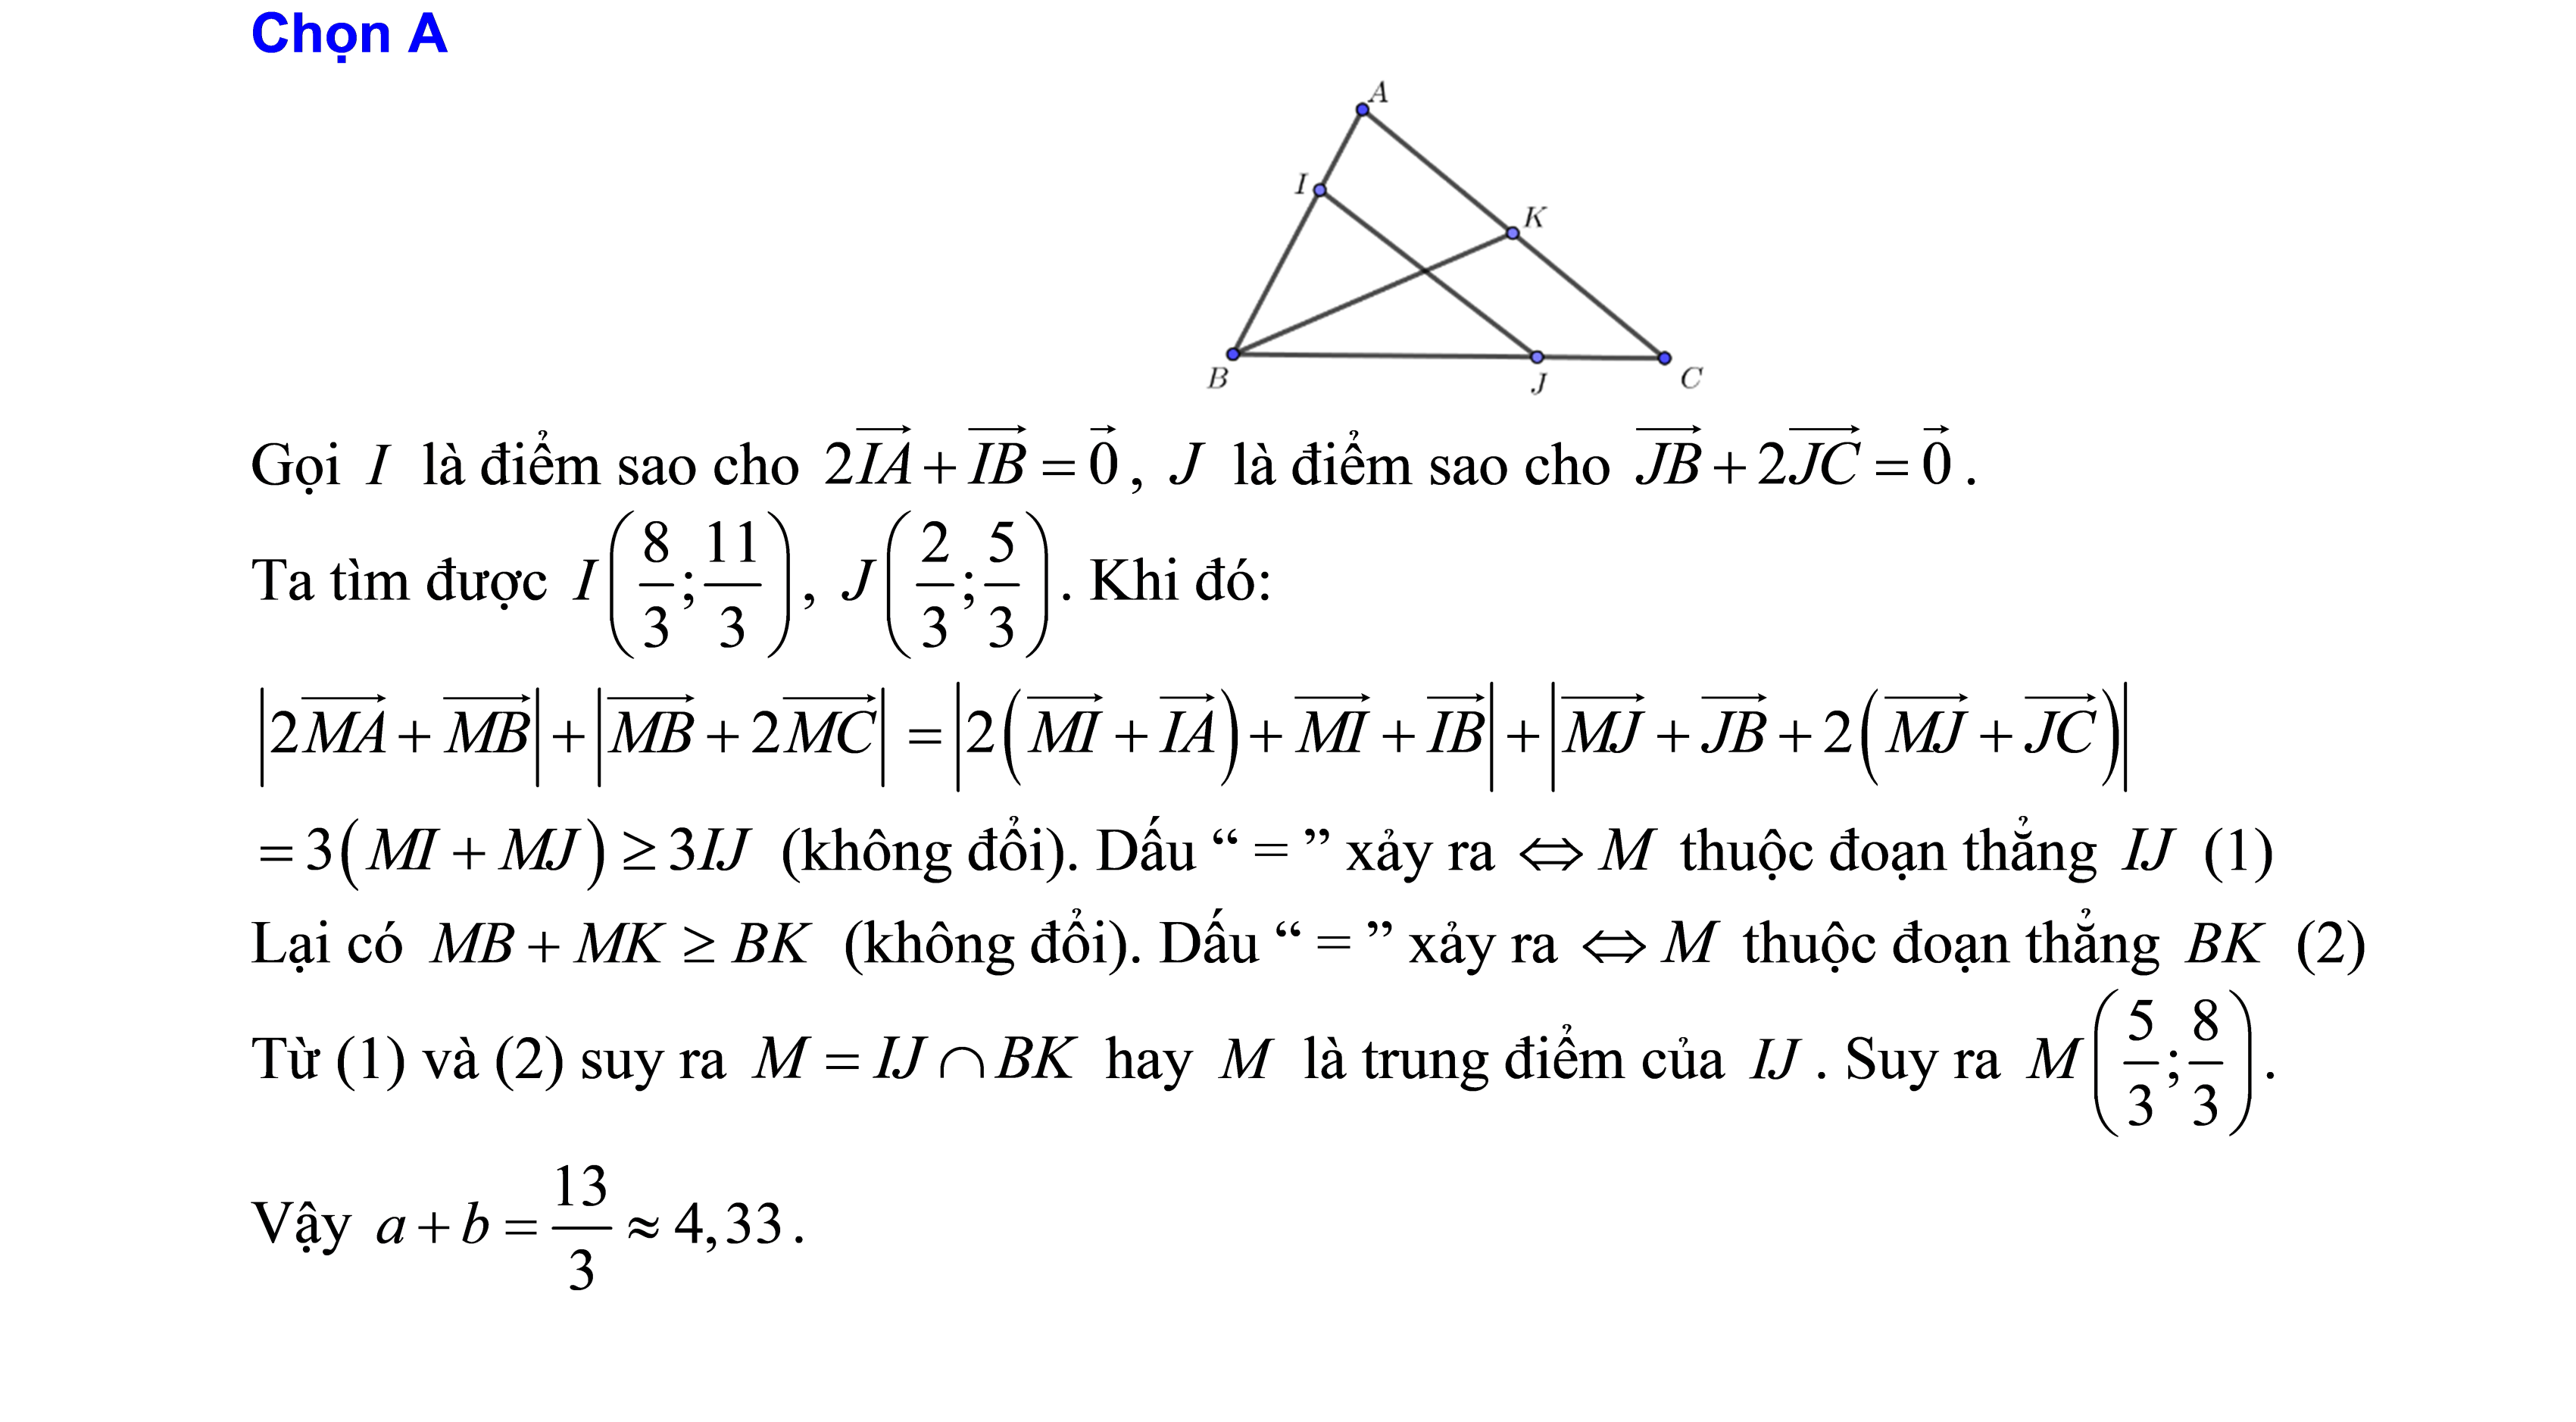 Chọn A
A
I
K
B
J
C
Gọi I là điểm sao cho $2\overrightarrow{IA}+\overrightarrow{IB}=\vec{0}$, J là điểm sao cho $\overrightarrow{JB}+2\overrightarrow{JC}=\vec{0}$.
Ta tìm được $I\left(\frac{8}{3};\frac{11}{3}\right)$, $J\left(\frac{2}{3};\frac{5}{3}\right)$. Khi đó:
$\left|2\overrightarrow{MA}+\overrightarrow{MB}\right|+\left|\overrightarrow{MB}+2\overrightarrow{MC}\right|=\left|2\left(\overrightarrow{MI}+\overrightarrow{IA}\right)+\overrightarrow{MI}+\overrightarrow{IB}\right|+\left|\overrightarrow{MJ}+\overrightarrow{JB}+2\left(\overrightarrow{MJ}+\overrightarrow{JC}\right)\right|$
$=3\left(MI+MJ\right)\geq 3IJ$ (không đổi). Dấu “ = ” xảy ra $\Leftrightarrow M$ thuộc đoạn thẳng $IJ$ (1)
Lại có $MB+MK\geq BK$ (không đổi). Dấu “ = ” xảy ra $\Leftrightarrow M$ thuộc đoạn thẳng $BK$ (2)
Từ (1) và (2) suy ra $M=IJ\cap BK$ hay $M$ là trung điểm của $IJ$. Suy ra $M\left(\frac{5}{3};\frac{8}{3}\right)$.
Vậy $a+b=\frac{13}{3}\approx 4,33$.